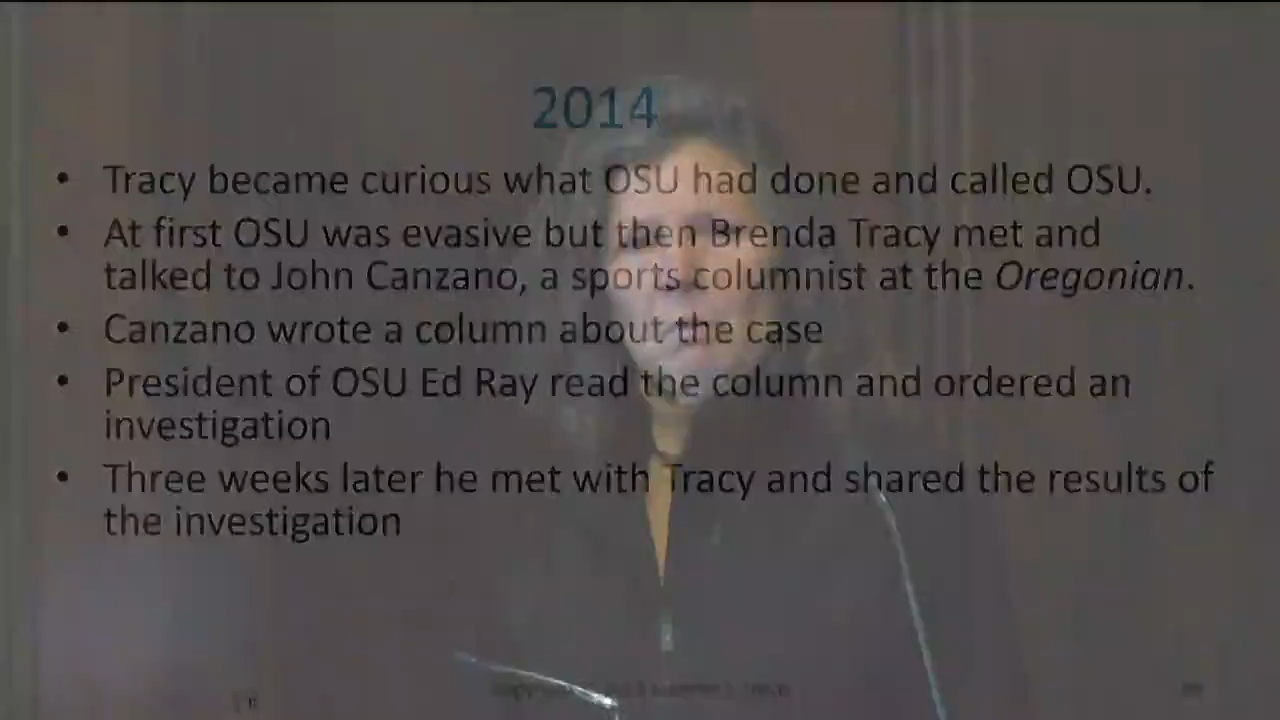 2014
• Tracy became curious what OSU had done and called OSU.
• At first OSU was evasive but then Brenda Tracy met and
talked to John Canzano, a sports columnist at the Oregonian.
• Canzano wrote a column about the case
• President of OSU Ed Ray read the column and ordered an
investigation
• Three weeks later he met with Tracy and shared the results of
the investigation